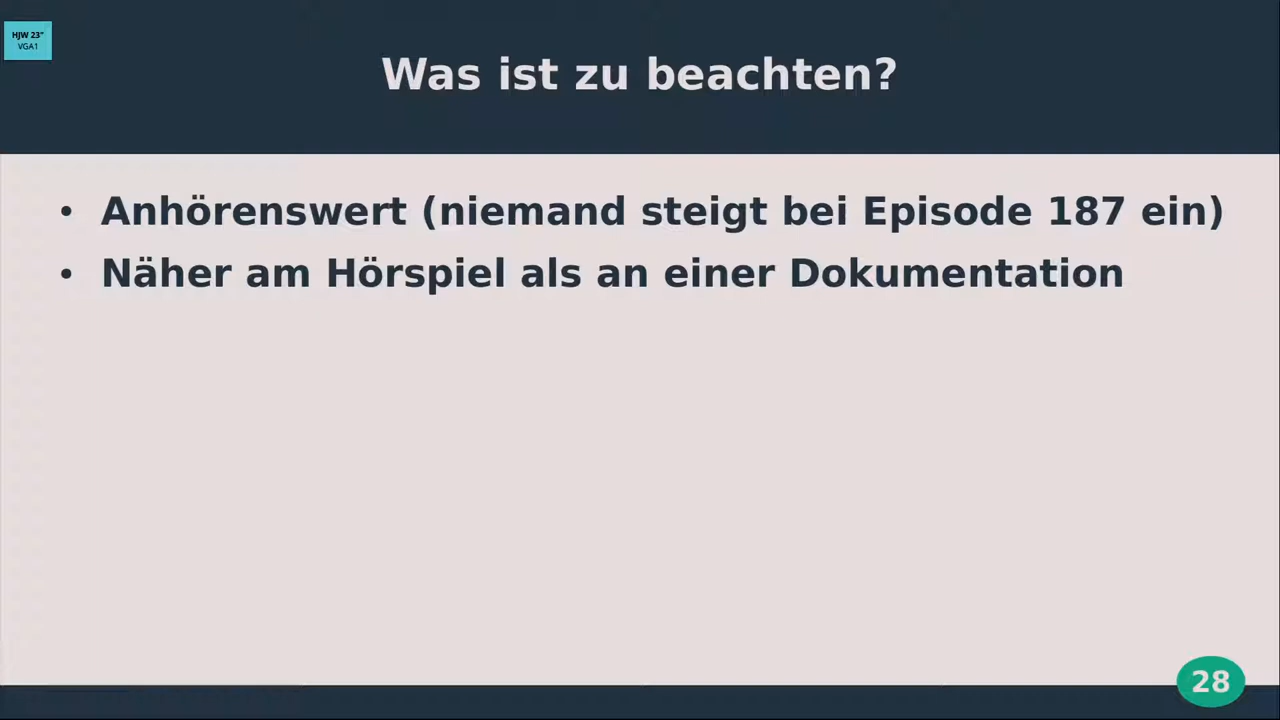 HJW 23"
VGA1
Was ist zu beachten?
• Anhörenswert (niemand steigt bei Episode 187 ein)
• Näher am Hörspiel als an einer Dokumentation
28